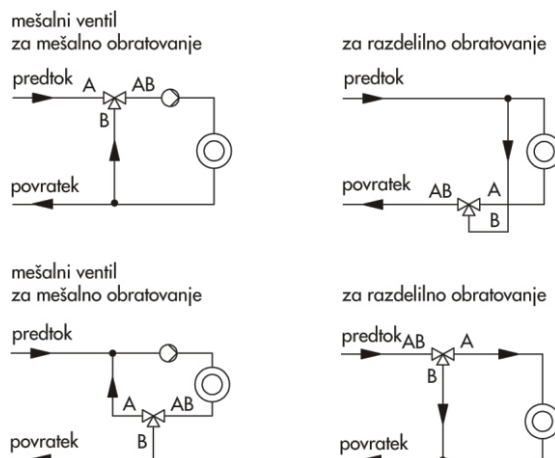 mešalni ventil
za mešalno obratovanje
predtok A AB
B
povratek
za razdelilno obratovanje
predtok
povratek AB A
B
mešalni ventil
za mešalno obratovanje
predtok
A AB
B
povratek
za razdelilno obratovanje
predtok AB A
B
povratek